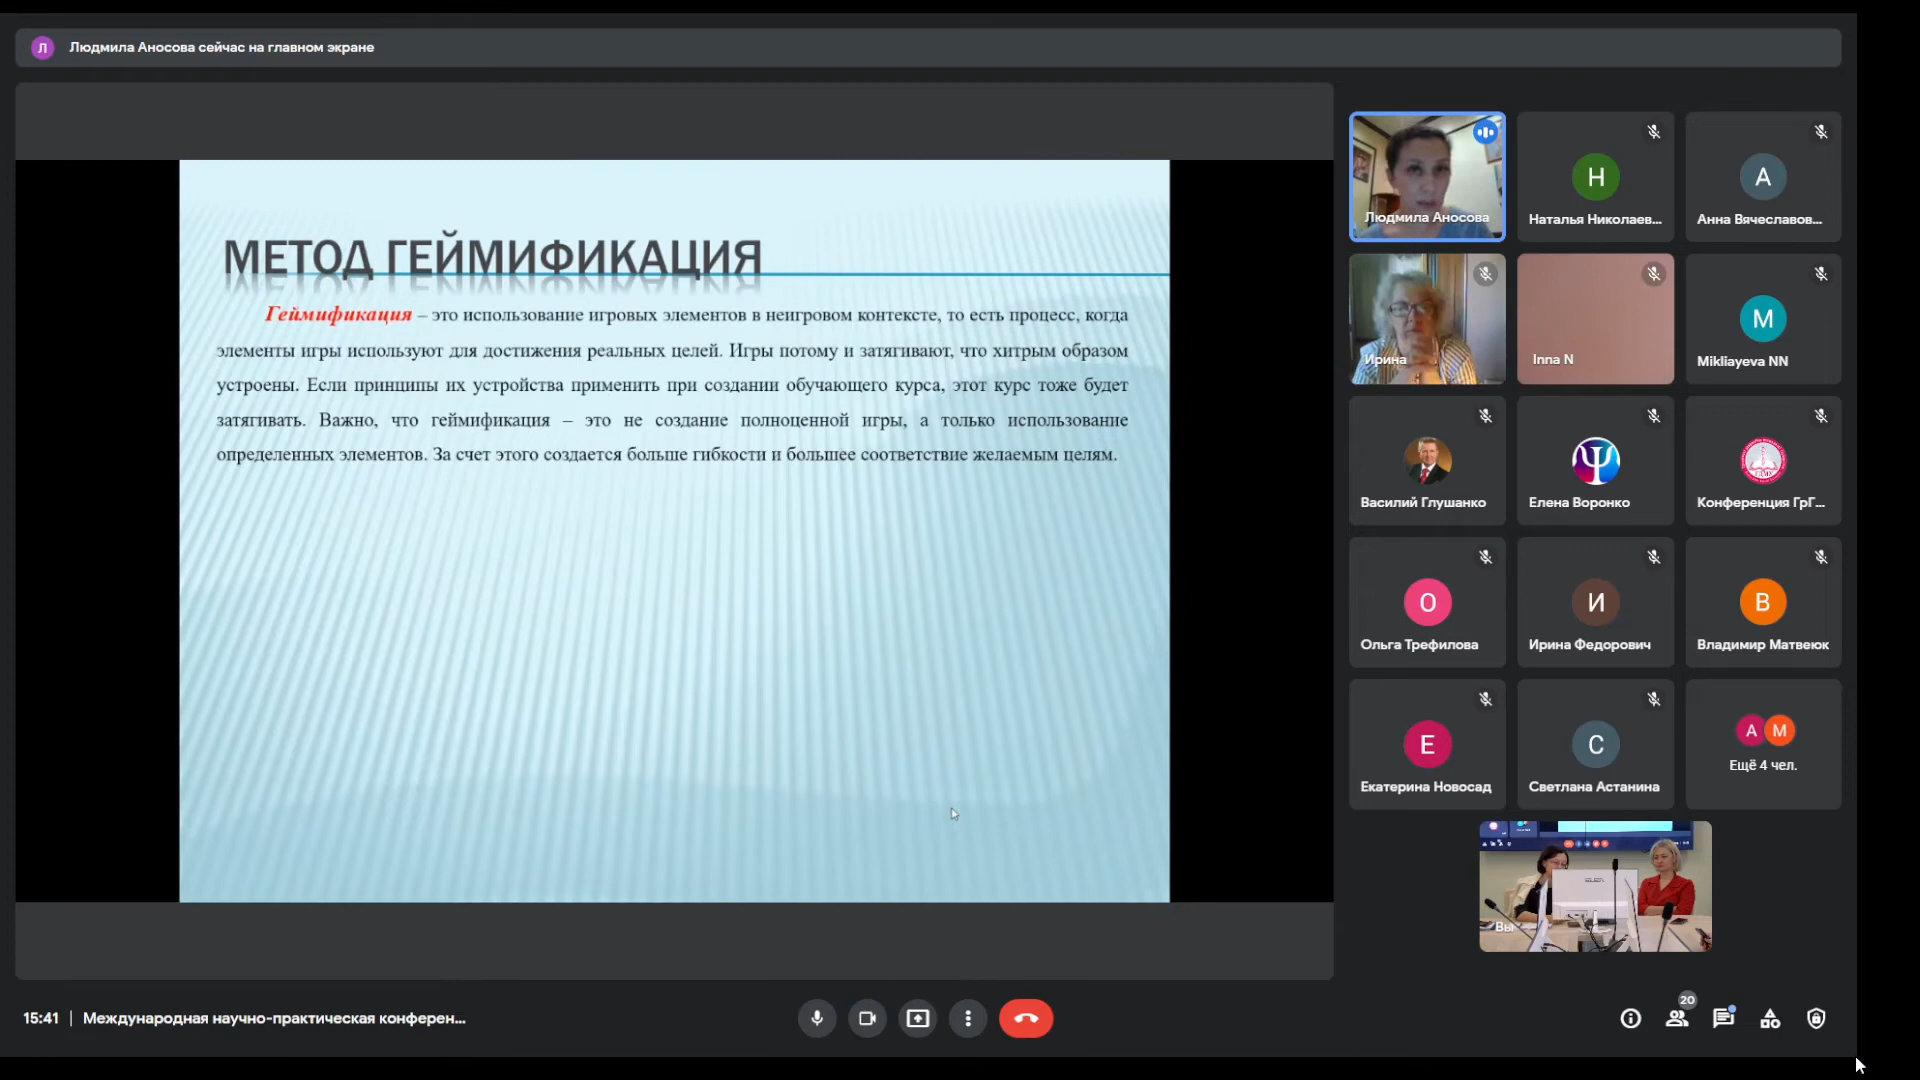 Л
Людмила Аносова сейчас на главном экране
МЕТОД ГЕЙМИФИКАЦИЯ
Геймификация – это использование игровых элементов в неигровом контексте, то есть процесс, когда
элементы игры используют для достижения реальных целей. Игры потому и затягивают, что хитрым образом
устроены. Если принципы их устройства применить при создании обучающего курса, этот курс тоже будет
затягивать. Важно, что геймификация – это не создание полноценной игры, а только использование
определенных элементов. За счет этого создается больше гибкости и большее соответствие желаемым целям.
Людмила Аносова
Н
Наталья Николаев...
А
Анна Вячеславов...
Ирина
Inna N
M
Mikliayeva NN
Василий Глушанко
Ψ
Елена Воронко
Конференция ГрГ...
О
Ольга Трефилова
И
Ирина Федорович
В
Владимир Матвеюк
Е
Екатерина Новосад
С
Светлана Астанина
А М
Ещё 4 чел.
Вы
15:41 | Международная научно-практическая конферен...
20